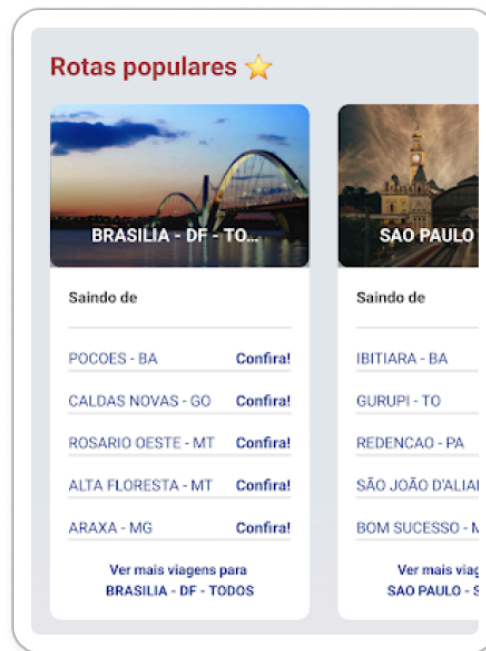 Rotas populares ⭐
BRASILIA - DF - TO...
Saindo de
POCOES - BA Confira!
CALDAS NOVAS - GO Confira!
ROSARIO OESTE - MT Confira!
ALTA FLORESTA - MT Confira!
ARAXA - MG Confira!
Ver mais viagens para
BRASILIA - DF - TODOS
SAO PAULO
Saindo de
IBITIARA - BA
GURUPI - TO
REDENCAO - PA
SÃO JOÃO
BOM SUCESSO -
Ver mais
SAO PAULO -